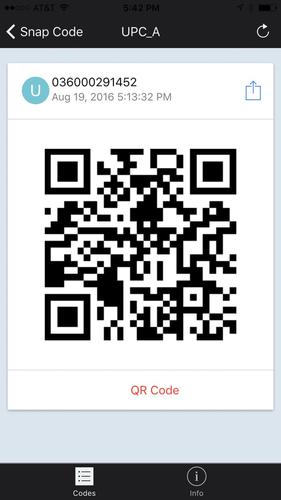 AT&T 5:42 PM
Snap Code UPC_A
U 036000291452
Aug 19, 2016 5:13:32 PM
036000291452
QR Code
Codes Info